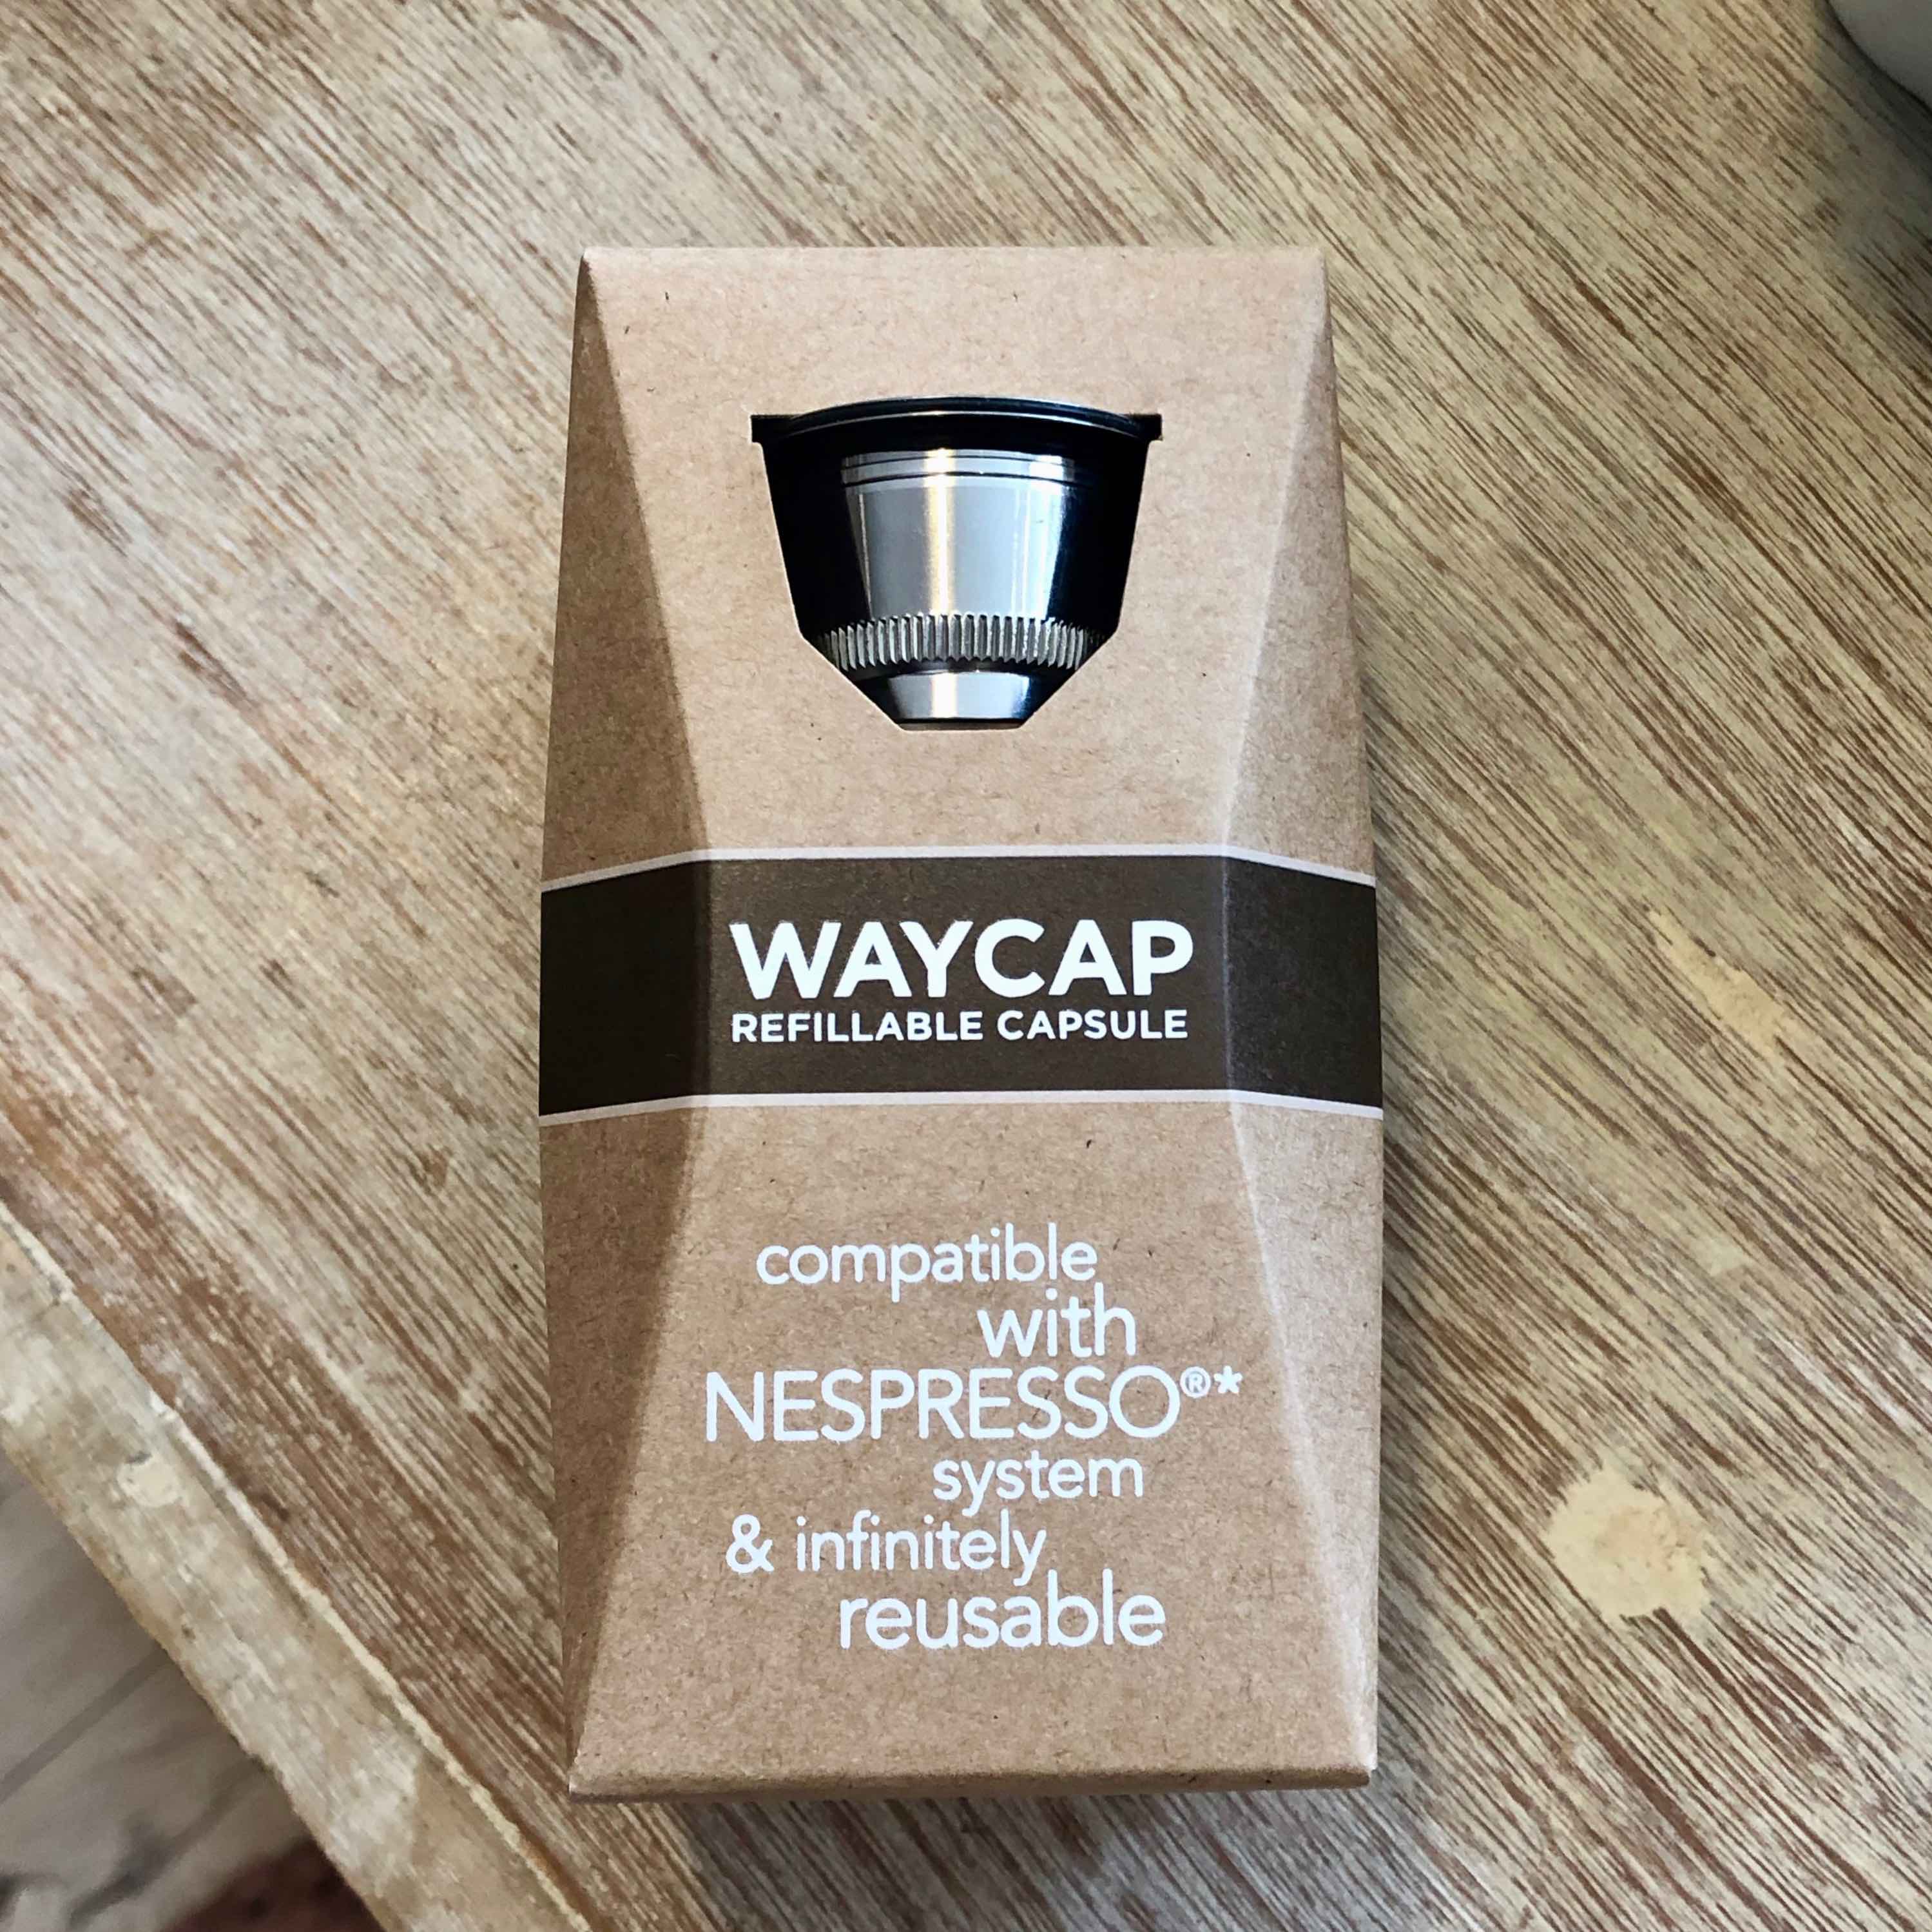 WAYCAP
REFILLABLE CAPSULE
compatible
with
NESPRESSO®*
system
& infinitely
reusable